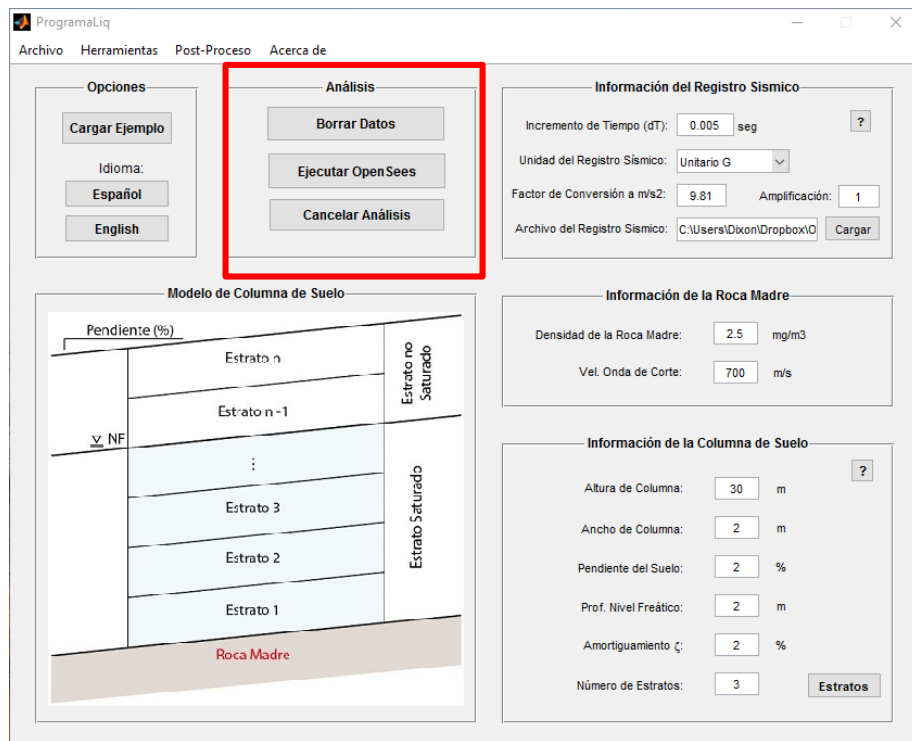 ProgramaLiq
Archivo Herramientas Post-Proceso Acerca de
Opciones
Cargar Ejemplo
Idioma:
Español
English
Análisis
Borrar Datos
Ejecutar OpenSees
Cancelar Análisis
Información del Registro Sismico
Incremento de Tiempo (dT): 0.005 seg ?
Unidad del Registro Sísmico: Unitario G
Factor de Conversión a m/s2: 9.81 Amplificación: 1
Archivo del Registro Sismico: C:\Users\Dixon\Dropbox\O Cargar
Modelo de Columna de Suelo
Pendiente (%)
Estrato n
Estrato n -1
NF
⋮
Estrato 3
Estrato 2
Estrato 1
Roca Madre
Estrato no
Saturado
Estrato Saturado
Información de la Roca Madre
Densidad de la Roca Madre: 2.5 mg/m3
Vel. Onda de Corte: 700 m/s
Información de la Columna de Suelo
?
Altura de Columna: 30 m
Ancho de Columna: 2 m
Pendiente del Suelo: 2 %
Prof. Nivel Freático: 2 m
Amortiguamiento ζ: 2 %
Número de Estratos: 3 Estratos